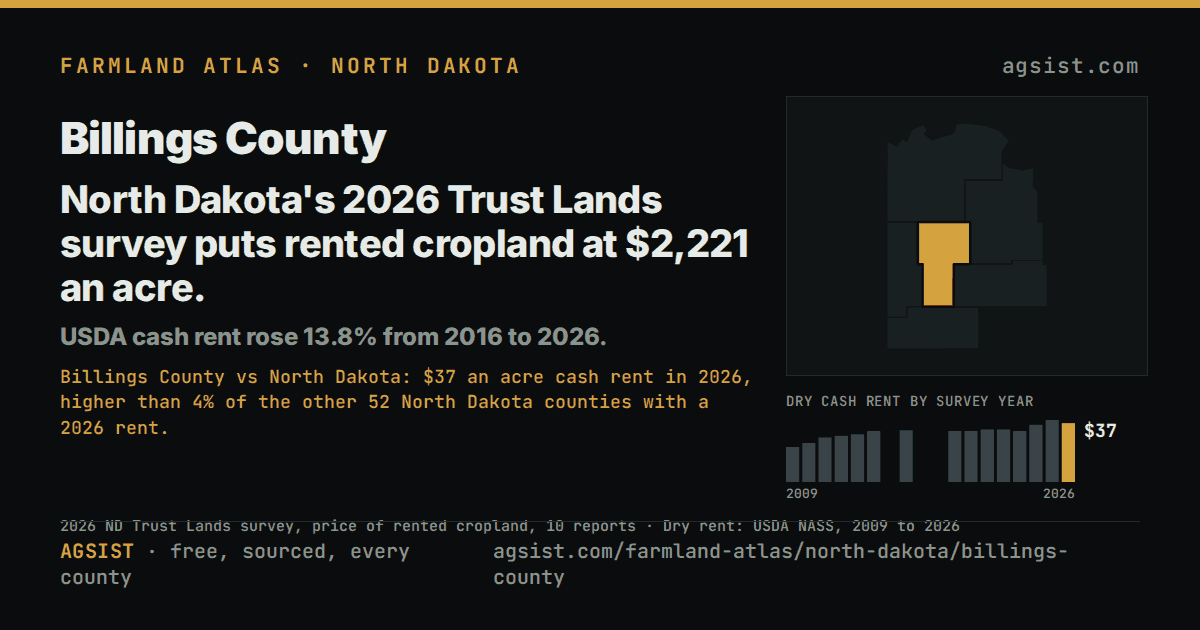 FARMLAND ATLAS · NORTH DAKOTA
agsist.com
Billings County
North Dakota's 2026 Trust Lands
survey puts rented cropland at $2,221
an acre.
USDA cash rent rose 13.8% from 2016 to 2026.
Billings County vs North Dakota: $37 an acre cash rent in 2026,
higher than 4% of the other 52 North Dakota counties with a
2026 rent.
DRY CASH RENT BY SURVEY YEAR
$37
2009
2026
2026 ND Trust Lands survey, price of rented cropland, 10 reports · Dry rent: USDA NASS, 2009 to 2026
AGSIST · free, sourced, every
county
agsist.com/farmland-atlas/north-dakota/billings-
county